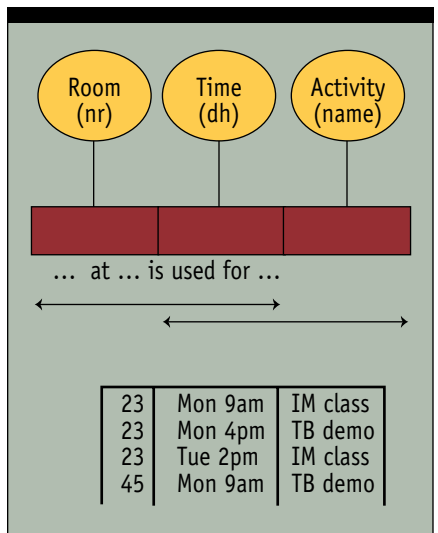 Room Time Activity
(nr) (dh) (name)
... at ... is used for ...
23 Mon 9am IM class
23 Mon 4pm TB demo
23 Tue 2pm IM class
45 Mon 9am TB demo